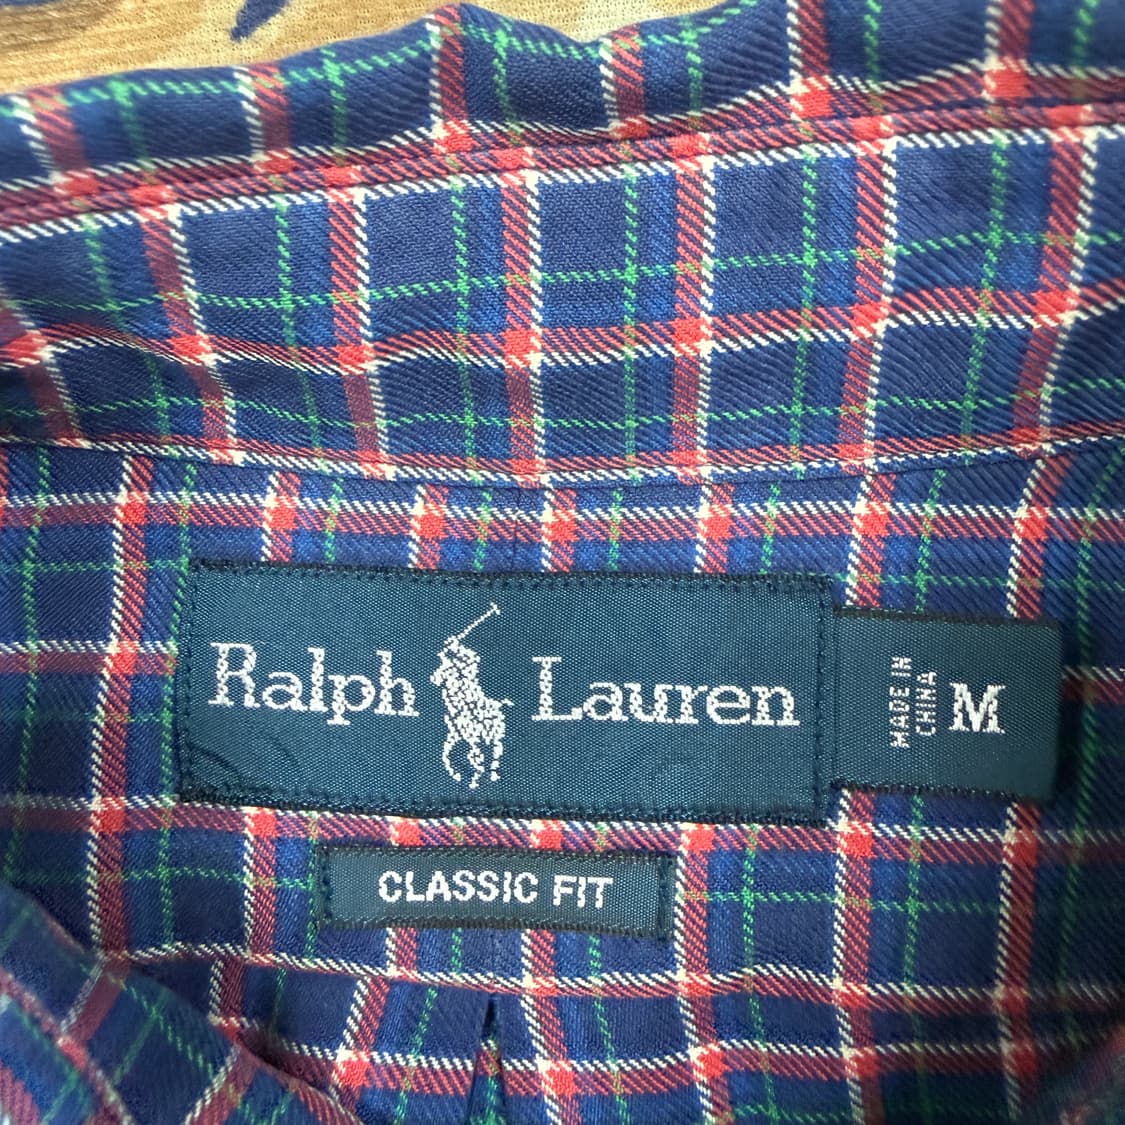 Ralph Lauren
MADE IN
CHINA
M
CLASSIC FIT